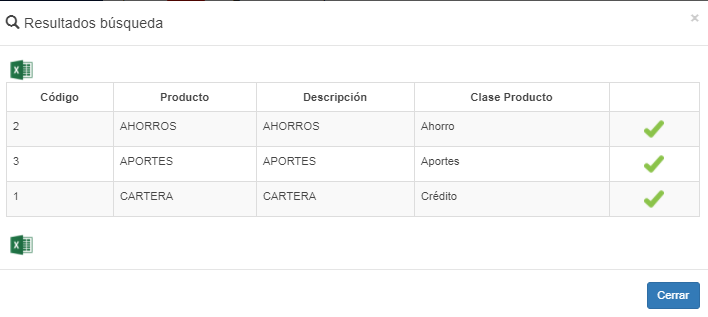 Resultados búsqueda
×
Código Producto Descripción Clase Producto
2 AHORROS AHORROS Ahorro
3 APORTES APORTES Aportes
1 CARTERA CARTERA Crédito
Cerrar